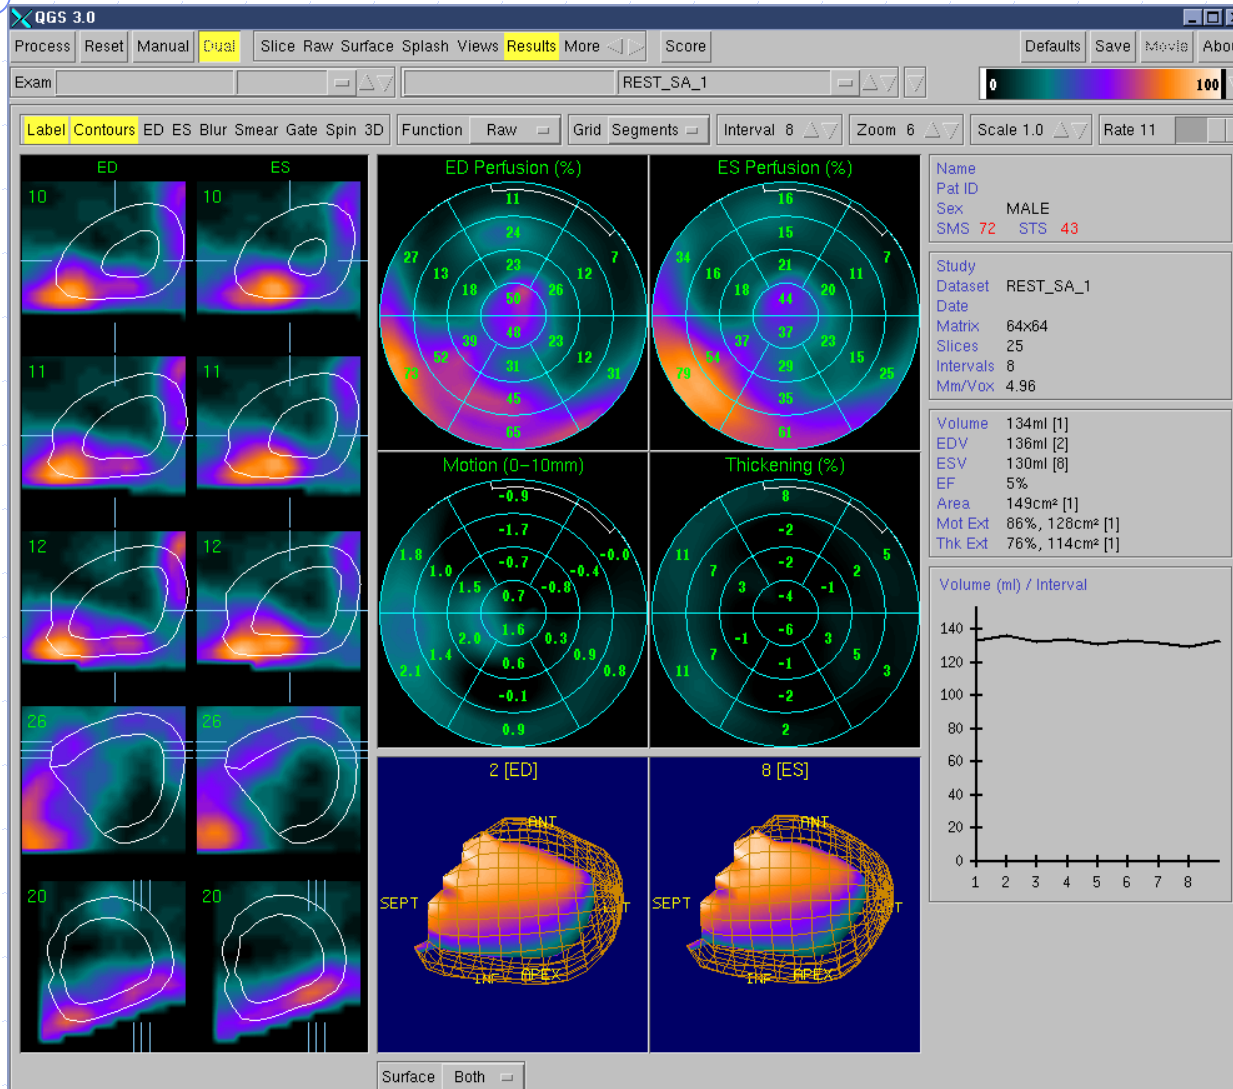 QGS 3.0
Process Reset Manual Dual Slice Raw Surface Splash Views Results More Score Defaults Save Movie Abou
Exam REST_SA_1 0 100
Label Contours ED ES Blur Smear Gate Spin 3D Function Raw Grid Segments Interval 8 Zoom 6 Scale 1.0 Rate 11
ED ES
10 10
11 11
12 12
26 26
20 20
ED Perfusion (%)
11
24
27 7
23
13 12
18 26
50
48
39 23
52 12
73 31 31
45
65
ES Perfusion (%)
16
15
34 7
21
16 11
18 20
44
37
37 23
54 15
79 29 25
35
61
Motion (0-10mm)
-0.9
-1.7
1.8 -0.0
-0.7
1.0 -0.4
1.5 -0.8
0.7
1.6
2.0 0.3
1.4 0.9
2.1 0.6 0.8
-0.1
0.9
Thickening (%)
8
-2
11 5
-2
7 2
3 -1
-4
-6
-1 3
7 5
11 -1 3
-2
2
2 [ED]
ANT
SEPT
INF APEX
8 [ES]
ANT
SEPT
INF APEX
Surface Both
Name
Pat ID
Sex MALE
SMS 72 STS 43
Study
Dataset REST_SA_1
Date
Matrix 64x64
Slices 25
Intervals 8
Mm/Vox 4.96
Volume 134ml [1]
EDV 136ml [2]
ESV 130ml [8]
EF 5%
Area 149cm² [1]
Mot Ext 86%, 128cm² [1]
Thk Ext 76%, 114cm² [1]
Volume (ml) / Interval
140
120
100
80
60
40
20
0
1 2 3 4 5 6 7 8